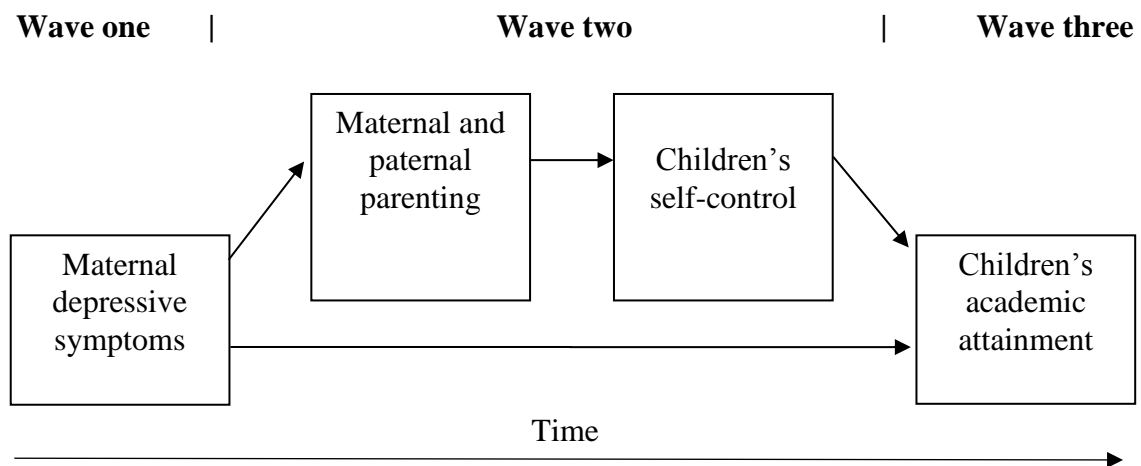 Wave one | Wave two | Wave three
Maternal and
paternal
parenting
Children’s
self-control
Maternal
depressive
symptoms
Children’s
academic
attainment
Time